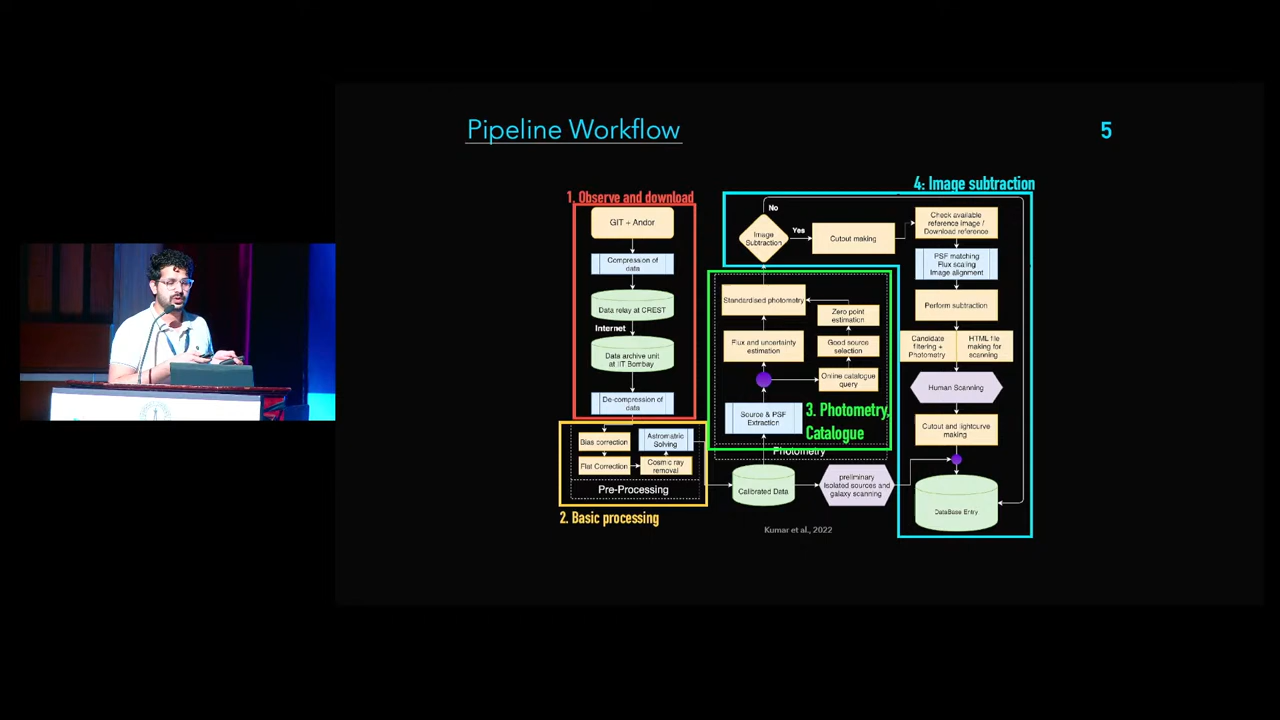 Pipeline Workflow
5
1. Observe and download
GIT + Andor
Compression of
data
Data relay at CREST
Internet
Data archive unit
at IIT Bombay
De-compression of
data
Bias correction
Astromatric
Solving
Flat Correction
Cosmic ray
removal
Pre-Processing
2. Basic processing
4: Image subtraction
No
Image
Subtraction
Yes
Cutout making
Check available
reference image /
Download reference
PSF matching
Flux scaling
Image alignment
Perform subtraction
Candidate
filtering +
Photometry
HTML file
making for
scanning
Human Scanning
Cutout and lightcurve
making
DataBase Entry
Standardised photometry
Zero point
estimation
Flux and uncertainty
estimation
Good source
selection
Online catalogue
query
Source & PSF
Extraction
3. Photometry,
Catalogue
Photometry
Calibrated Data
preliminary
Isolated sources and
galaxy scanning
Kumar et al., 2022